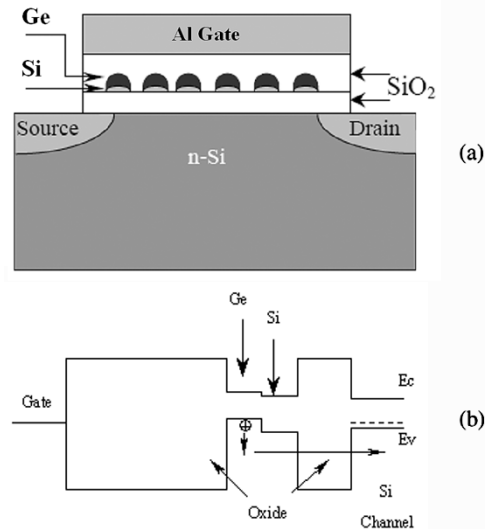 Ge
Al Gate
Si
SiO2
Source
Drain
n-Si
(a)
Ge
Si
Gate
Ec
(b)
Ev
Oxide
Si
Channel